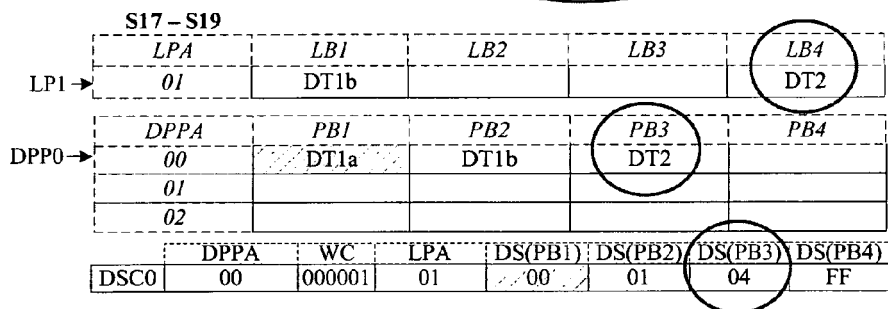 S17 – S19
LPA LB1 LB2 LB3 LB4
LP1 01 DT1b DT2
DPPA PB1 PB2 PB3 PB4
DPP0 00 DT1a DT1b DT2
01
02
DPPA WC LPA DS(PB1) DS(PB2) DS(PB3) DS(PB4)
DSC0 00 000001 01 00 01 04 FF